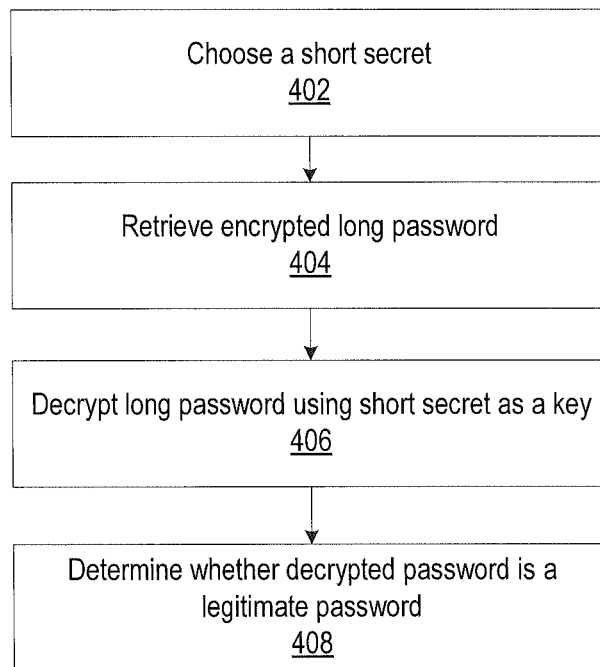 Choose a short secret
402
Retrieve encrypted long password
404
Decrypt long password using short secret as a key
406
Determine whether decrypted password is a
legitimate password
408